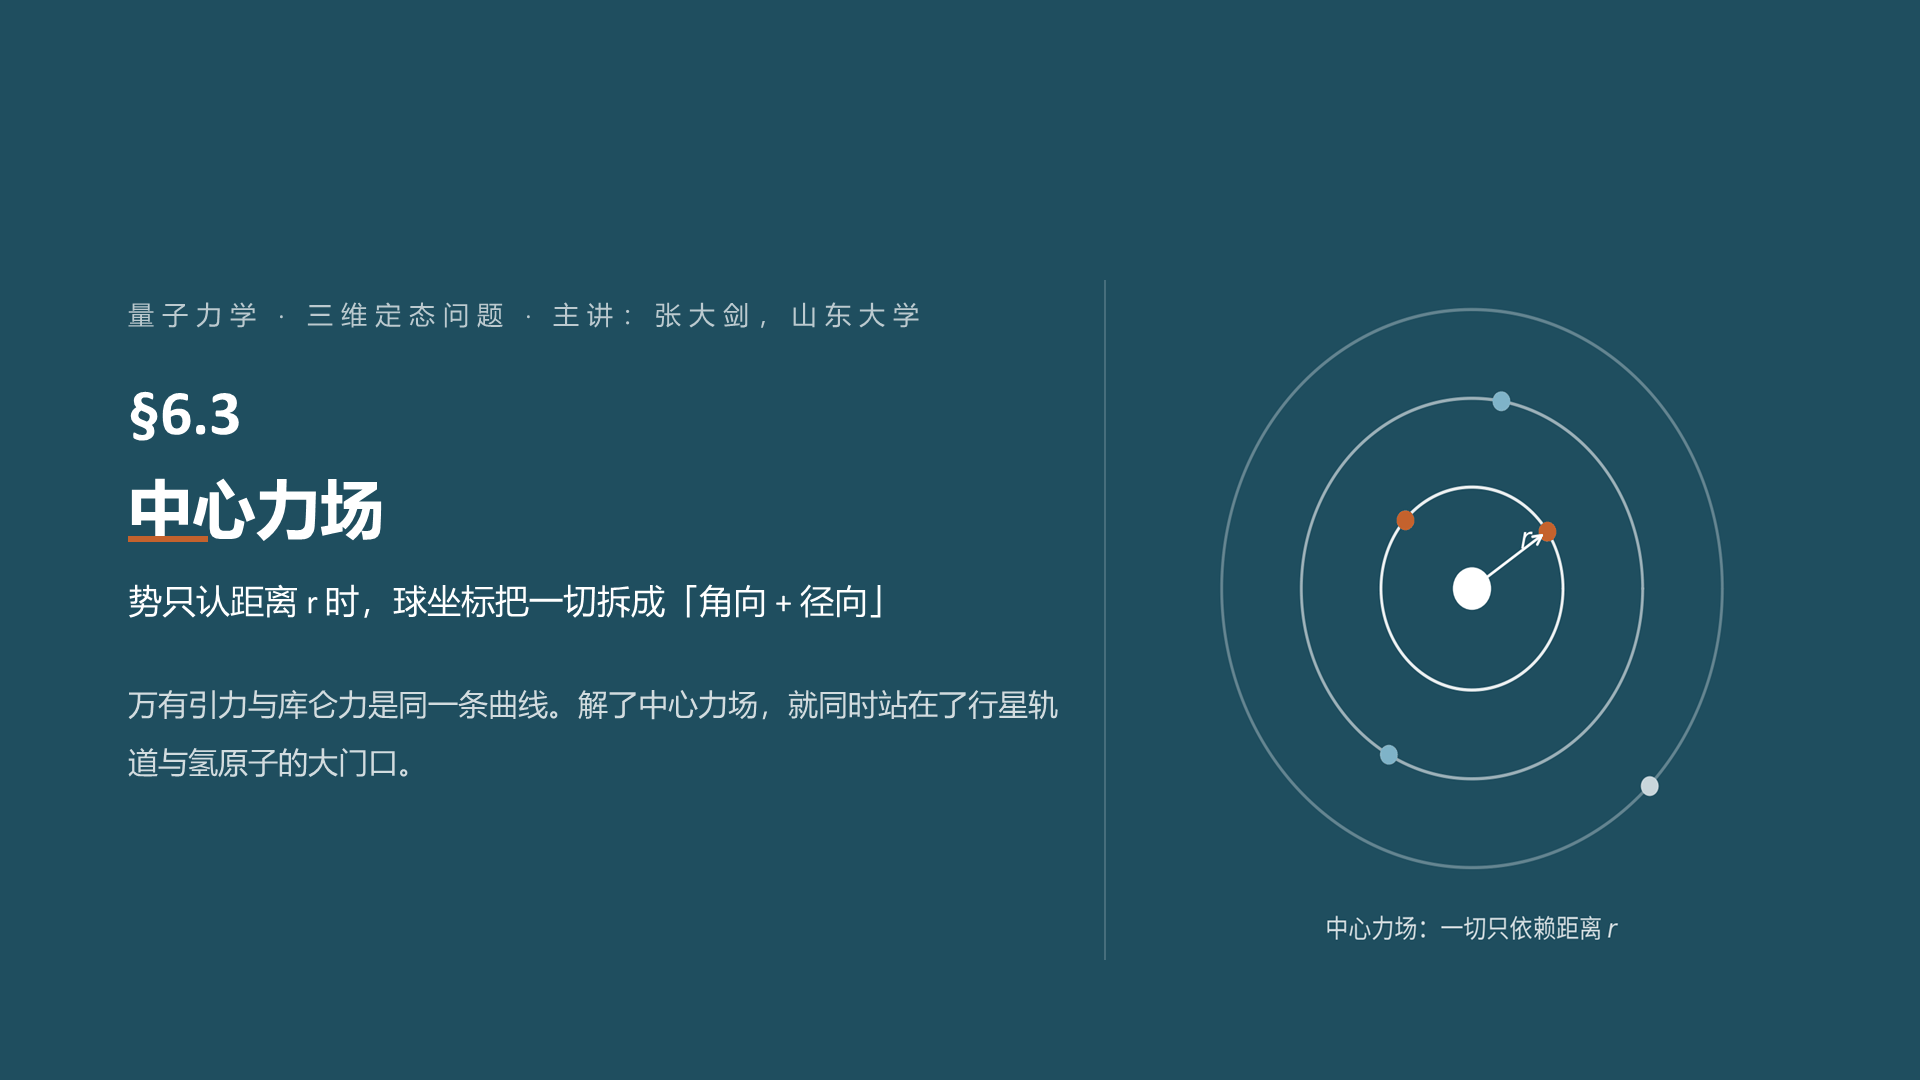 量子力学 · 三维定态问题 · 主讲：张大剑，山东大学
§6.3
中心力场
势只认距离 r 时，球坐标把一切拆成「角向 + 径向」
万有引力与库仑力是同一条曲线。解了中心力场，就同时站在了行星轨
道与氢原子的大门口。
r
中心力场：一切只依赖距离 r